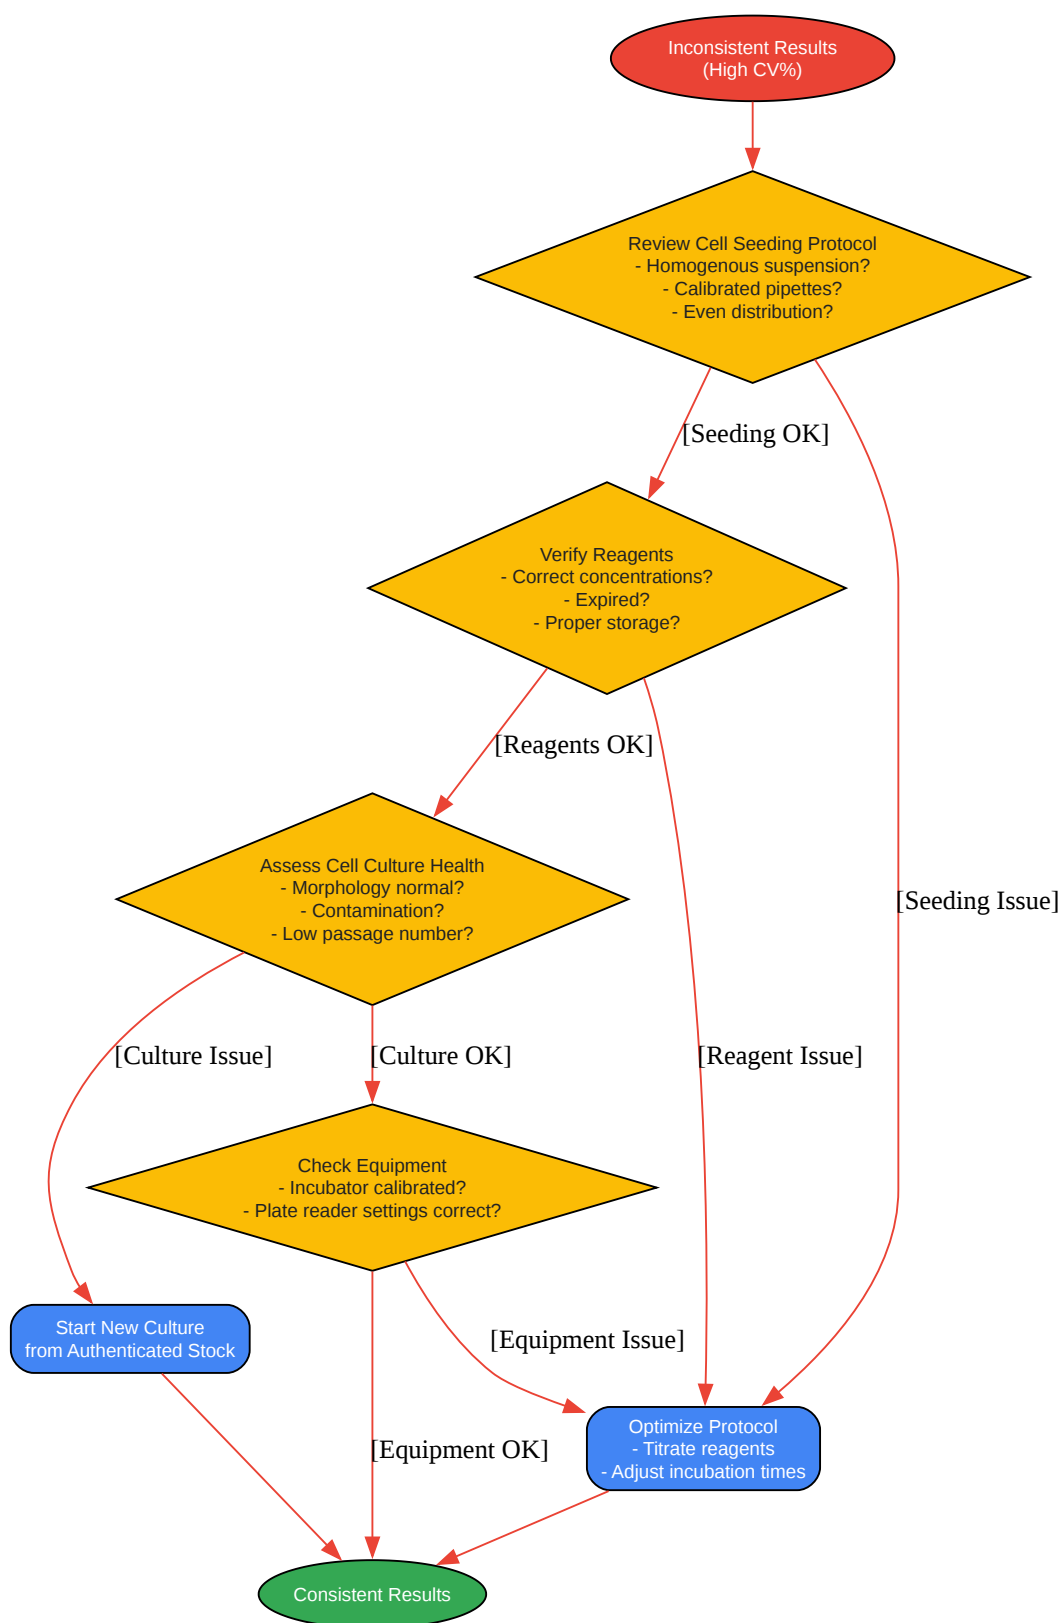 Inconsistent Results
(High CV%)
Review Cell Seeding Protocol
- Homogenous suspension?
- Calibrated pipettes?
- Even distribution?
[Seeding OK]
Verify Reagents
- Correct concentrations?
- Expired?
- Proper storage?
[Reagents OK]
Assess Cell Culture Health
- Morphology normal?
- Contamination?
- Low passage number?
[Seeding Issue]
[Culture Issue]
[Culture OK]
[Reagent Issue]
Check Equipment
- Incubator calibrated?
- Plate reader settings correct?
Start New Culture
from Authenticated Stock
[Equipment Issue]
Optimize Protocol
- Titrate reagents
- Adjust incubation times
[Equipment OK]
Consistent Results